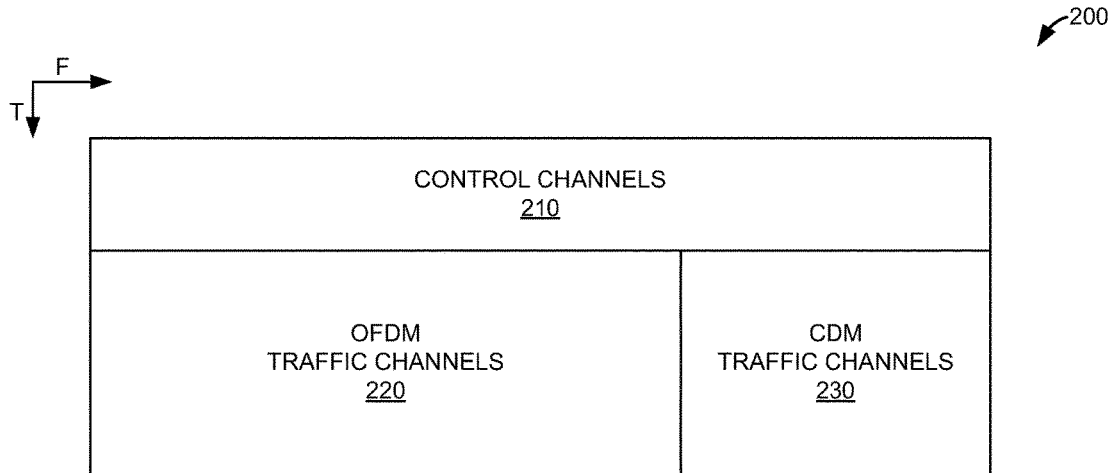 200
F
T
CONTROL CHANNELS
210
OFDM
TRAFFIC CHANNELS
220
CDM
TRAFFIC CHANNELS
230